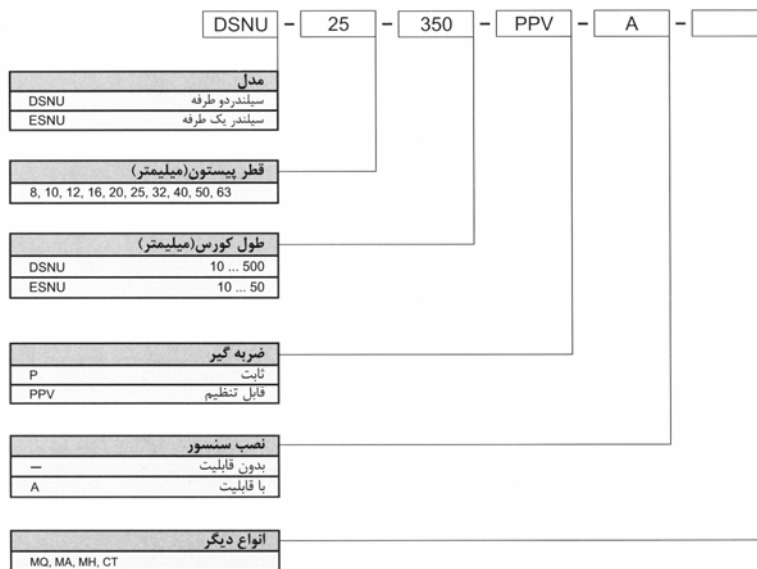 DSNU - 25 - 350 - PPV - A -
مدل
DSNU سیلندردو طرفه
ESNU سیلندر یک طرفه
قطر پیستون(میلیمتر)
8, 10, 12, 16, 20, 25, 32, 40, 50, 63
طول کورس(میلیمتر)
DSNU 10 ... 500
ESNU 10 ... 50
ضربه گیر
P ثابت
PPV قابل تنظیم
نصب سنسور
— بدون قابلیت
A با قابلیت
انواع دیگر
MQ, MA, MH, CT